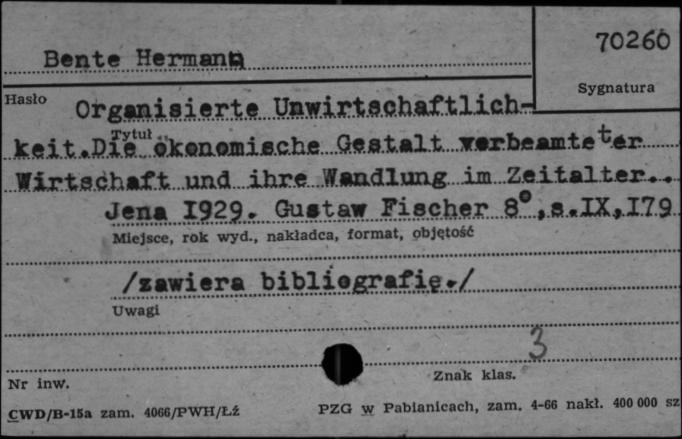 Bente Hermann
70260
Hasło
Sygnatura
Organisierte Unwirtschaftlich-
Tytuł
keit.Die ökonomische Gestalt verbeamteter
Wirtschaft und ihre Wandlung im Zeitalter..
Jena I929. Gustaw Fischer 8°,s.IX,I79
Miejsce, rok wyd., nakładca, format, objętość
/zawiera bibliografię./
Uwagi
3
Nr inw.
Znak klas.
CWD/B-15a zam. 4066/PWH/Łź
PZG w Pabianicach, zam. 4-66 nakł. 400 000 sz